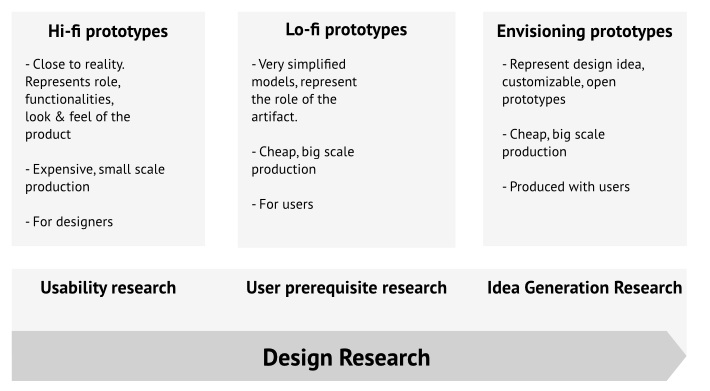 Hi-fi prototypes
- Close to reality.
Represents role,
functionalities,
look & feel of the
product
- Expensive, small scale
production
- For designers
Lo-fi prototypes
- Very simplified
models, represent
the role of the
artifact.
- Cheap, big scale
production
- For users
Envisioning prototypes
- Represent design idea,
customizable, open
prototypes
- Cheap, big scale
production
- Produced with users
Usability research
User prerequisite research
Idea Generation Research
Design Research